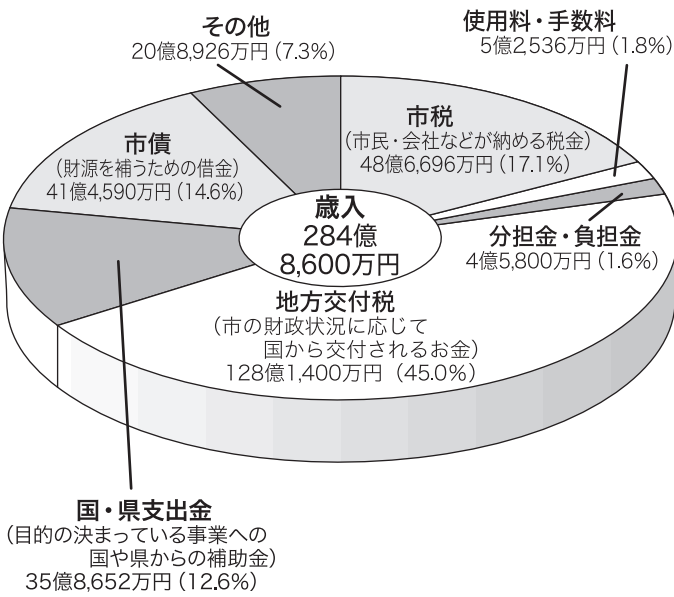 その他
20億8,926万円 (7.3%)
使用料・手数料
5億2,536万円 (1.8%)
市税
(市民・会社などが納める税金)
48億6,696万円 (17.1%)
市債
(財源を補うための借金)
41億4,590万円 (14.6%)
歳入
284億
8,600万円
分担金・負担金
4億5,800万円 (1.6%)
地方交付税
(市の財政状況に応じて
国から交付されるお金)
128億1,400万円 (45.0%)
国・県支出金
(目的の決まっている事業への
国や県からの補助金)
35億8,652万円 (12.6%)